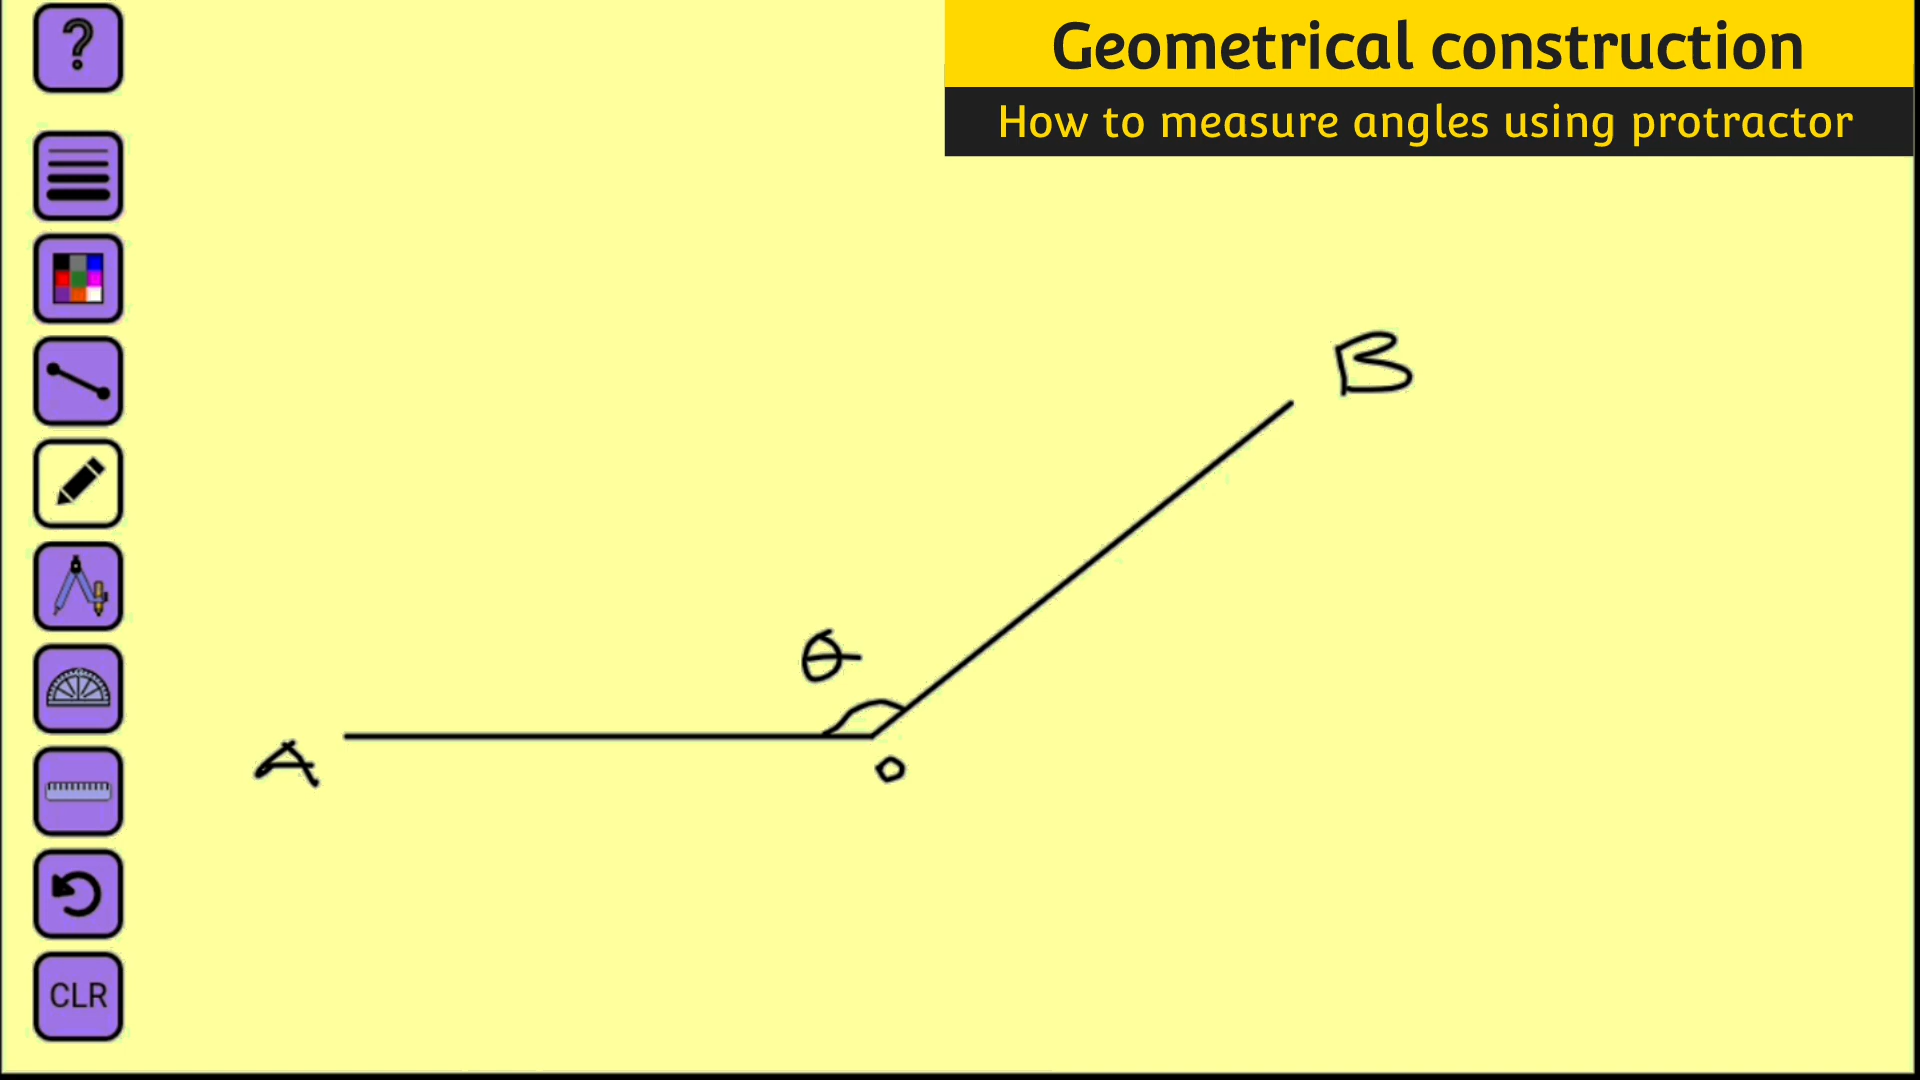 ?
Geometrical construction
How to measure angles using protractor
B
θ
A
O
CLR